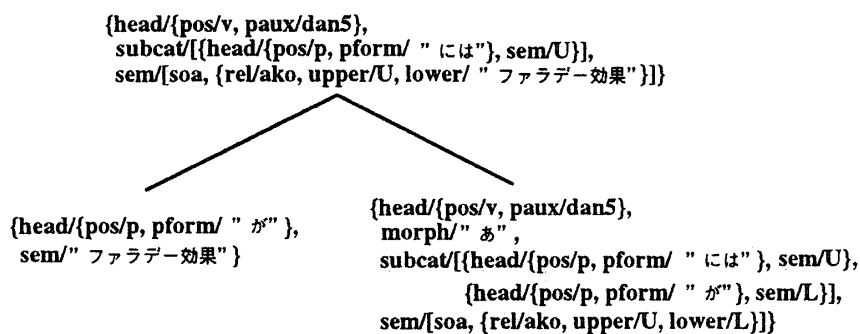 {head/{pos/v, paux/dan5},
subcat/[{head/{pos/p, pform/ " には"}, sem/U}],
sem/[soa, {rel/ako, upper/U, lower/ " ファラデー効果"}]}
{head/{pos/p, pform/ " が" },
sem/" ファラデー効果" }
{head/{pos/v, paux/dan5},
morph/" あ" ,
subcat/[{head/{pos/p, pform/ " には" }, sem/U},
{head/{pos/p, pform/ " が" }, sem/L}],
sem/[soa, {rel/ako, upper/U, lower/L}]}